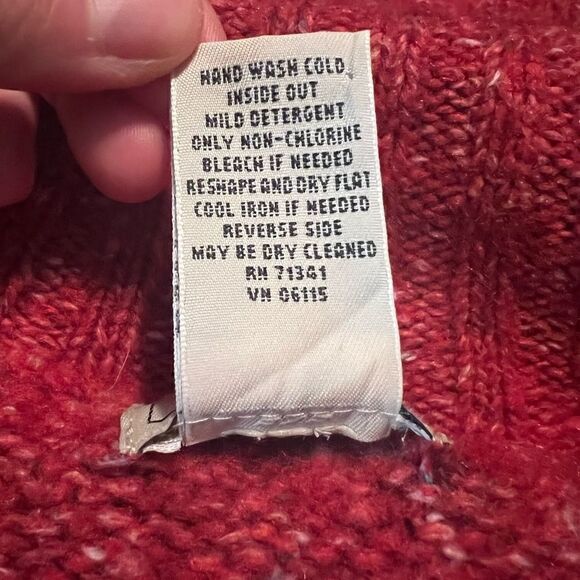 HAND WASH COLD
INSIDE OUT
MILD DETERGENT
ONLY NON-CHLORINE
BLEACH IF NEEDED
RESHAPE AND DRY FLAT
COOL IRON IF NEEDED
REVERSE SIDE
MAY BE DRY CLEANED
RN 71341
VN 06115